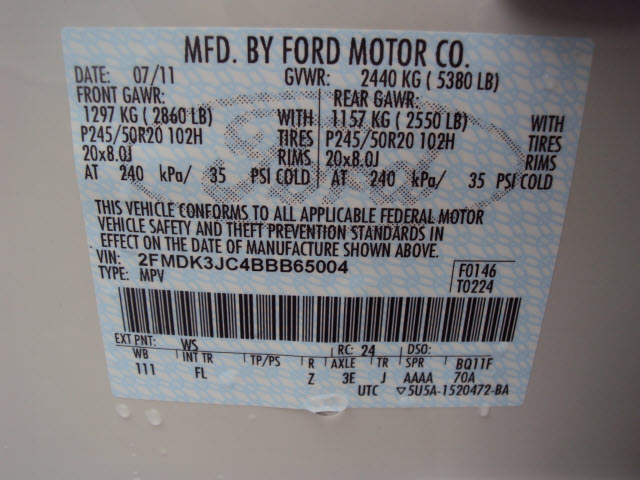 MFD. BY FORD MOTOR CO.
DATE: 07/11 GVWR: 2440 KG ( 5380 LB)
FRONT GAWR: REAR GAWR:
1297 KG ( 2860 LB) WITH 1157 KG ( 2550 LB) WITH
P245/50R20 102H TIRES P245/50R20 102H TIRES
20x8.0J RIMS 20x8.0J RIMS
AT 240 kPa/ 35 PSI COLD AT 240 kPa/ 35 PSI COLD
THIS VEHICLE CONFORMS TO ALL APPLICABLE FEDERAL MOTOR
VEHICLE SAFETY AND THEFT PREVENTION STANDARDS IN
EFFECT ON THE DATE OF MANUFACTURE SHOWN ABOVE.
VIN: 2FMDK3JC4BBB65004 F0146
TYPE: MPV T0224
EXT PNT: WS RC: 24 DSO:
WB INT TR TP/PS R AXLE TR SPR BQ11F
111 FL Z 3E J AAAA 70A
UTC ▽5U5A-1520472-BA